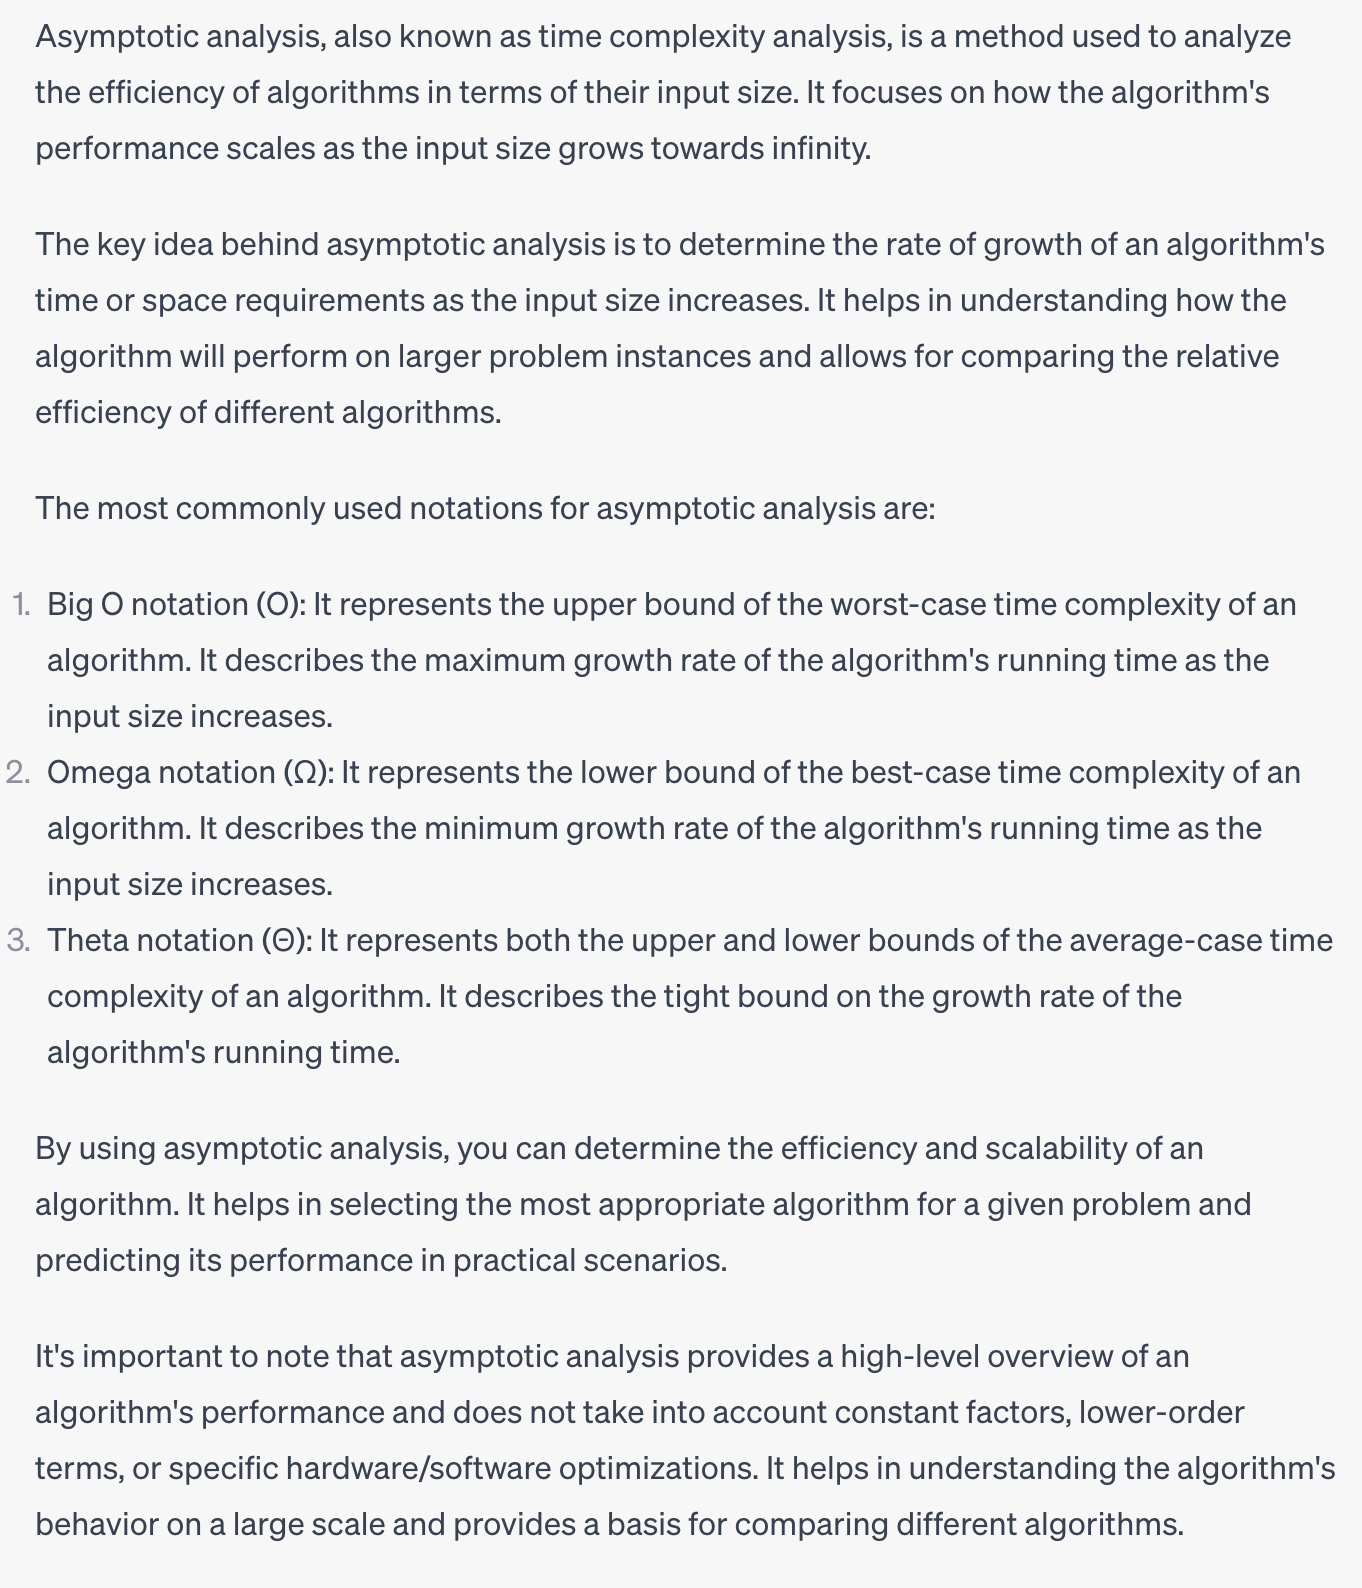 Asymptotic analysis, also known as time complexity analysis, is a method used to analyze
the efficiency of algorithms in terms of their input size. It focuses on how the algorithm's
performance scales as the input size grows towards infinity.
The key idea behind asymptotic analysis is to determine the rate of growth of an algorithm's
time or space requirements as the input size increases. It helps in understanding how the
algorithm will perform on larger problem instances and allows for comparing the relative
efficiency of different algorithms.
The most commonly used notations for asymptotic analysis are:
1. Big O notation (O): It represents the upper bound of the worst-case time complexity of an
algorithm. It describes the maximum growth rate of the algorithm's running time as the
input size increases.
2. Omega notation (Ω): It represents the lower bound of the best-case time complexity of an
algorithm. It describes the minimum growth rate of the algorithm's running time as the
input size increases.
3. Theta notation (Θ): It represents both the upper and lower bounds of the average-case time
complexity of an algorithm. It describes the tight bound on the growth rate of the
algorithm's running time.
By using asymptotic analysis, you can determine the efficiency and scalability of an
algorithm. It helps in selecting the most appropriate algorithm for a given problem and
predicting its performance in practical scenarios.
It's important to note that asymptotic analysis provides a high-level overview of an
algorithm's performance and does not take into account constant factors, lower-order
terms, or specific hardware/software optimizations. It helps in understanding the algorithm's
behavior on a large scale and provides a basis for comparing different algorithms.